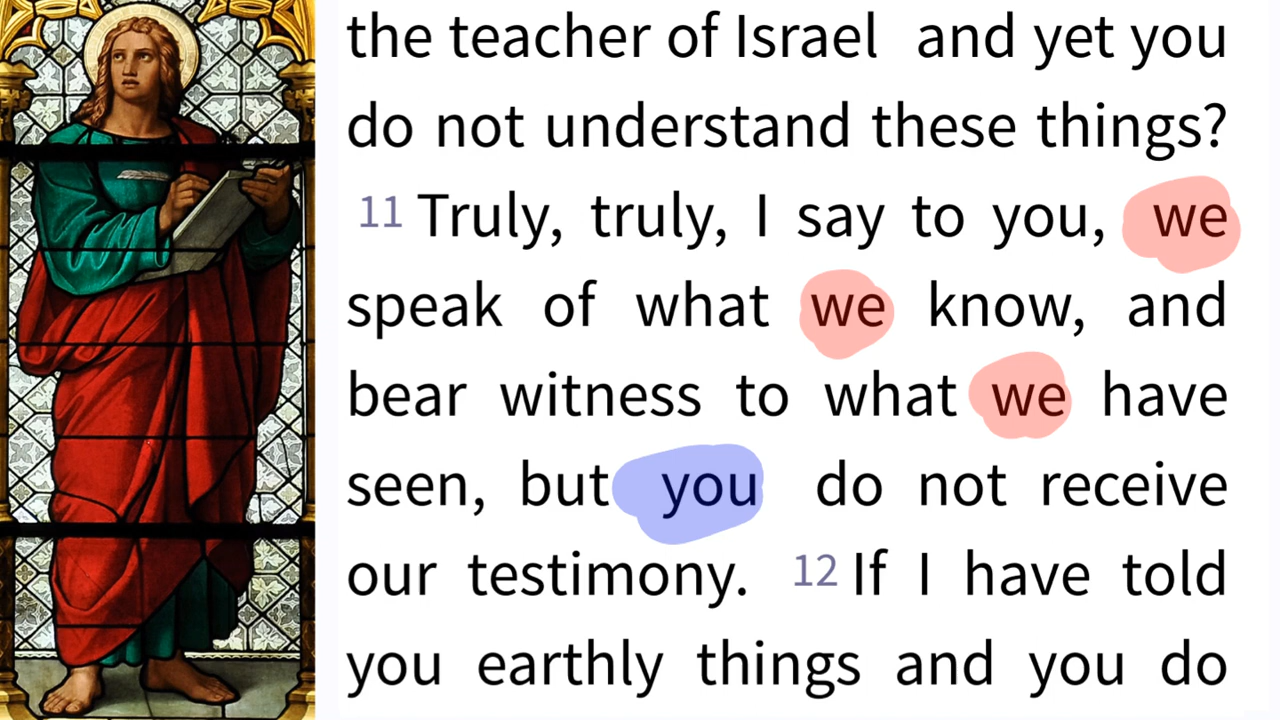 the teacher of Israel and yet you
do not understand these things?
11 Truly, truly, I say to you, we
speak of what we know, and
bear witness to what we have
seen, but you do not receive
our testimony. 12 If I have told
you earthly things and you do